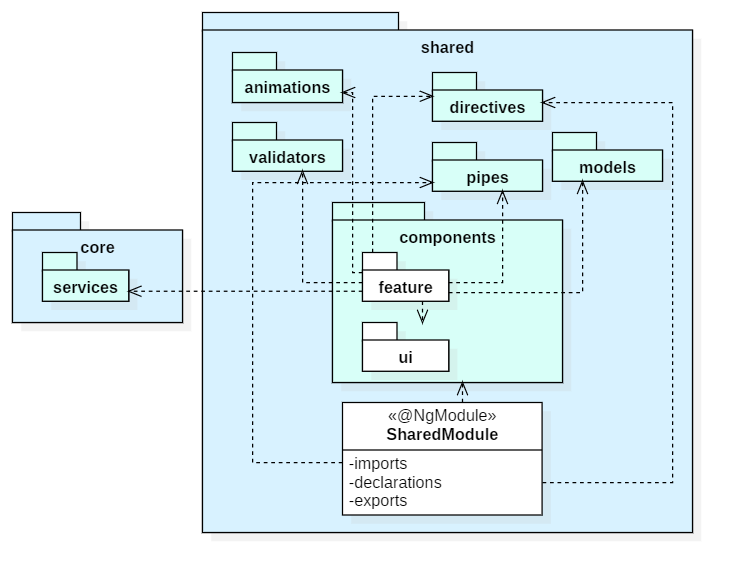 shared
animations
directives
validators
pipes
models
core
services
components
feature
ui
«@NgModule»
SharedModule
-imports
-declarations
-exports